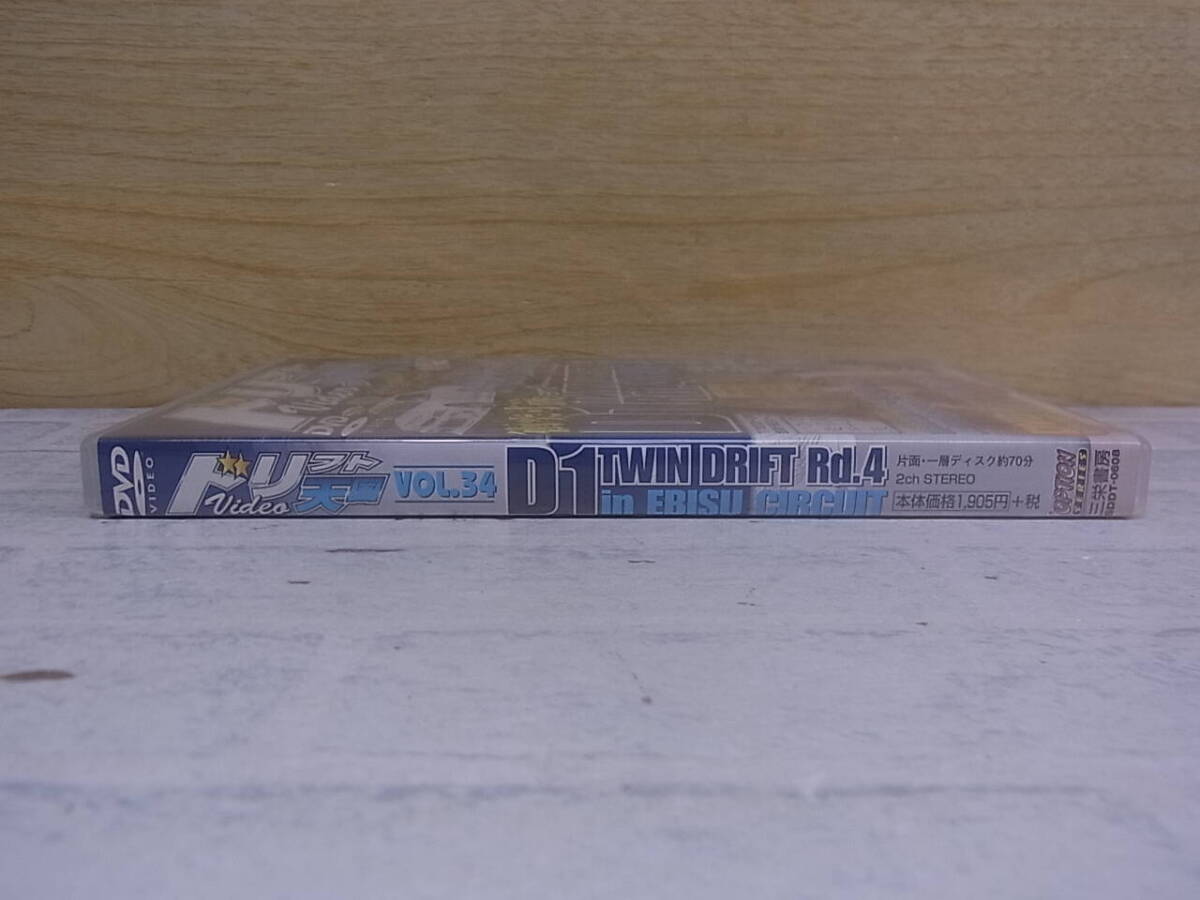 DVD
VIDEO
ドリフト
天国
Video
VOL.34
D1
TWIN DRIFT Rd.4
in EBISU CIRCUIT
片面・一層ディスク約70分
2ch STEREO
本体価格1,905円+税
OPTION
SERIES
三栄書房